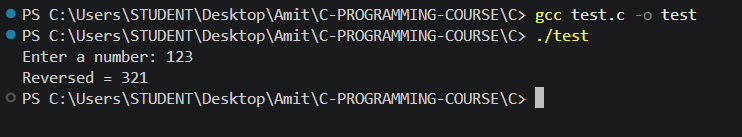 PS C:\Users\STUDENT\Desktop\Amit\C-PROGRAMMING-COURSE\C> gcc test.c -o test
PS C:\Users\STUDENT\Desktop\Amit\C-PROGRAMMING-COURSE\C> ./test
Enter a number: 123
Reversed = 321
PS C:\Users\STUDENT\Desktop\Amit\C-PROGRAMMING-COURSE\C>